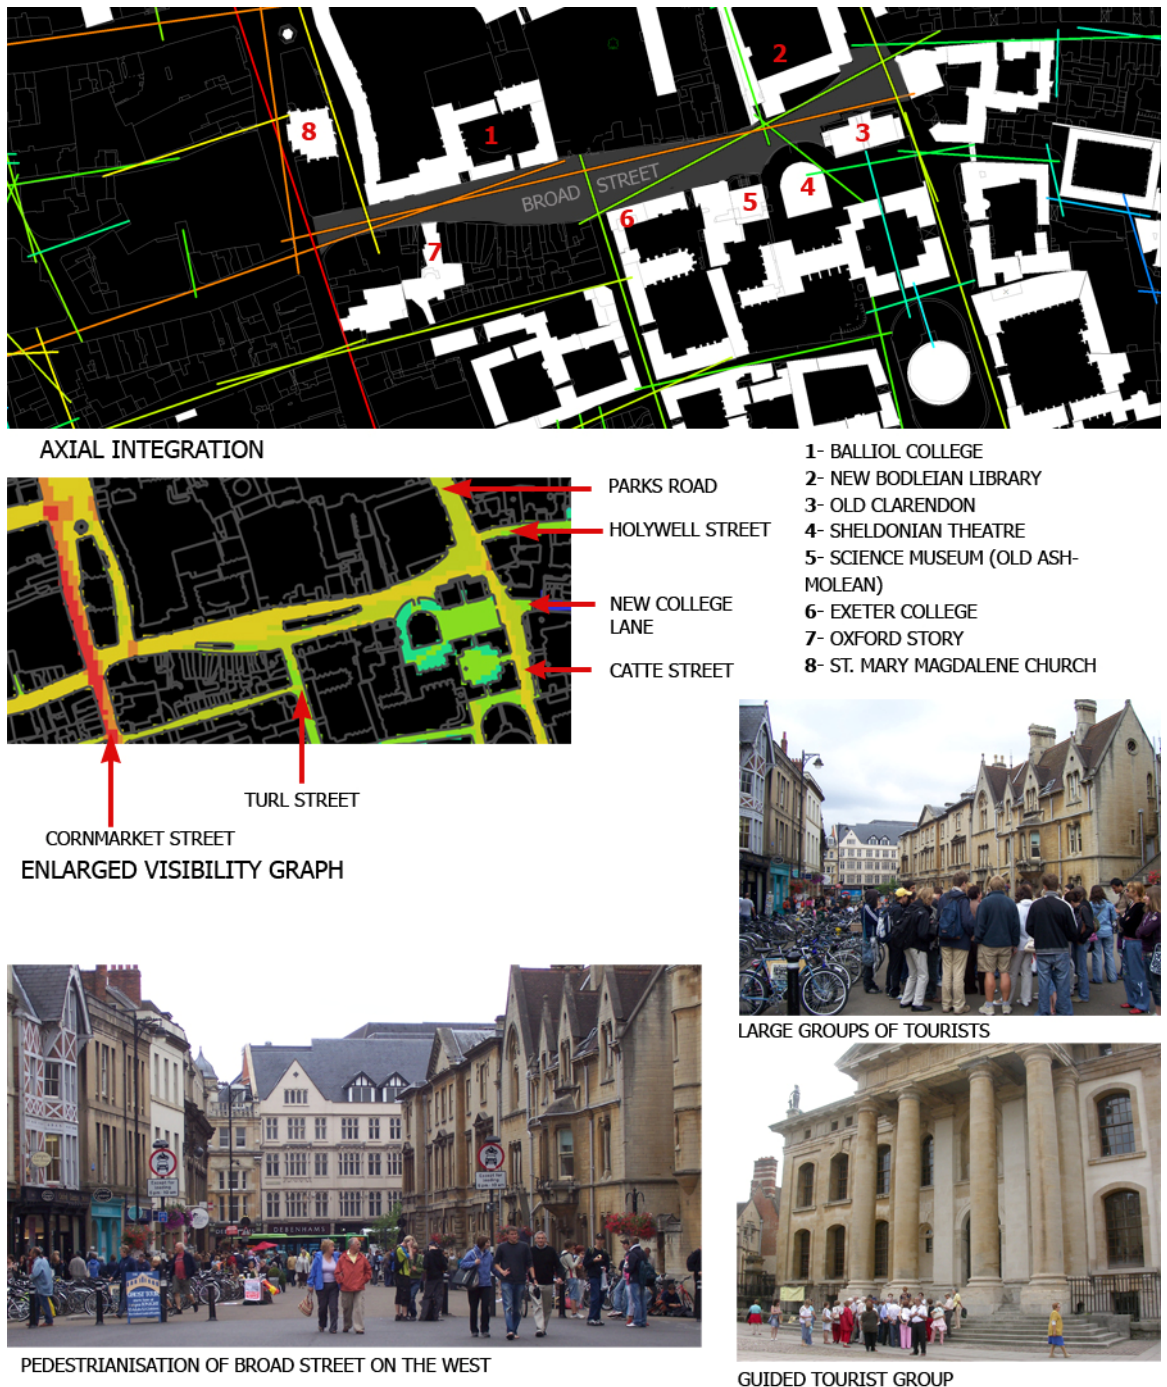 1
2
3
4
5
6
7
8
BROAD STREET
AXIAL INTEGRATION
1- BALLIOL COLLEGE
2- NEW BODLEIAN LIBRARY
3- OLD CLARENDON
4- SHELDONIAN THEATRE
5- SCIENCE MUSEUM (OLD ASH-
MOLEAN)
6- EXETER COLLEGE
7- OXFORD STORY
8- ST. MARY MAGDALENE CHURCH
PARKS ROAD
HOLYWELL STREET
NEW COLLEGE
LANE
CATTE STREET
TURL STREET
CORNMARKET STREET
ENLARGED VISIBILITY GRAPH
LARGE GROUPS OF TOURISTS
DEBENHAMS
PEDESTRIANISATION OF BROAD STREET ON THE WEST
GUIDED TOURIST GROUP